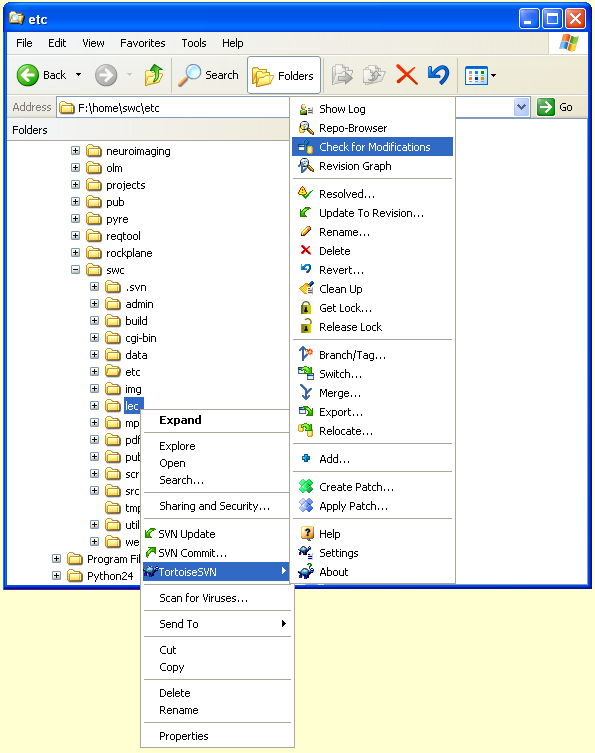 etc
File Edit View Favorites Tools Help
Back Search Folders
Address F:\home\swc\etc Go
Folders
neuroimaging
olm
projects
pub
pyre
reqtool
rockplane
swc
.svn
admin
build
cgi-bin
data
etc
img
lec
mp
pdf
pub
scr
src
tmp
util
we
Program Fil
Python24
Expand
Explore
Open
Search...
Sharing and Security...
SVN Update
SVN Commit...
TortoiseSVN
Scan for Viruses...
Send To
Cut
Copy
Delete
Rename
Properties
Show Log
Repo-Browser
Check for Modifications
Revision Graph
Resolved...
Update To Revision...
Rename...
Delete
Revert...
Clean Up
Get Lock...
Release Lock
Branch/Tag...
Switch...
Merge...
Export...
Relocate...
Add...
Create Patch...
Apply Patch...
Help
Settings
About